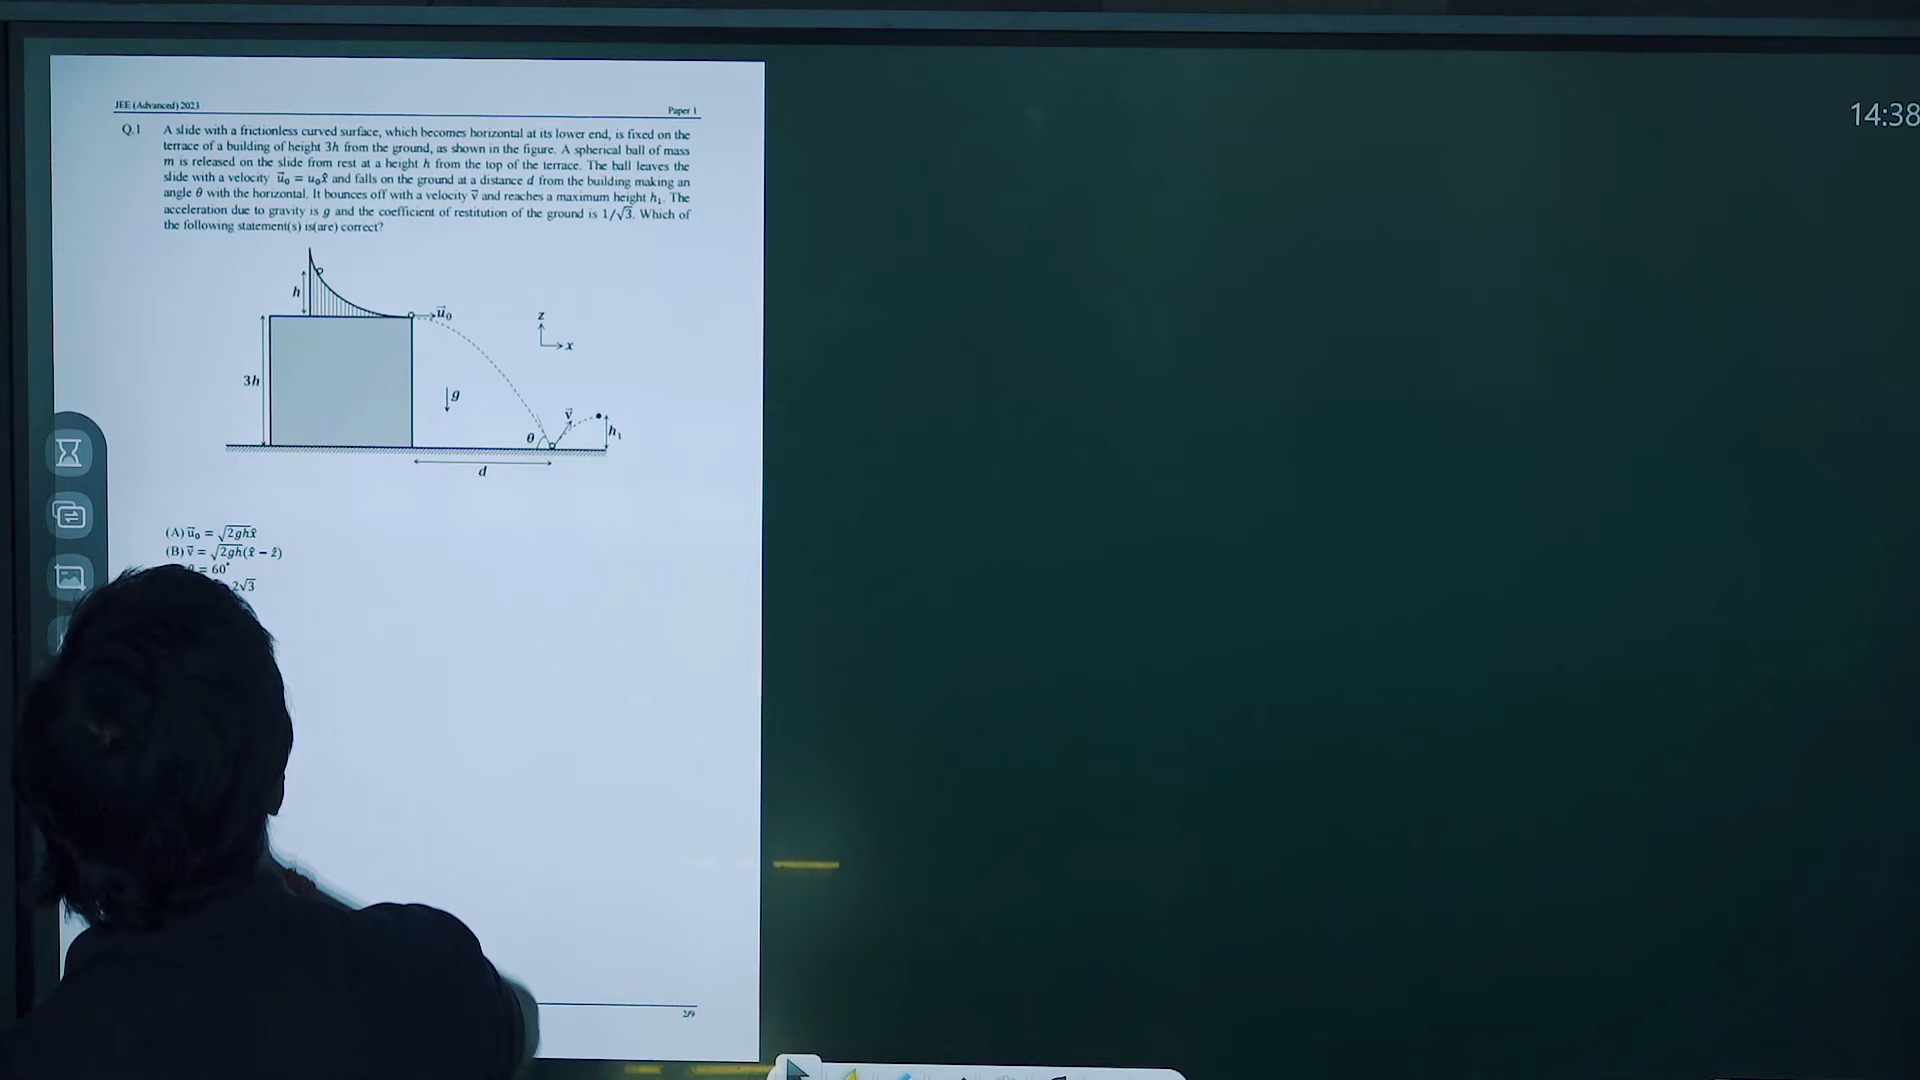 JEE (Advanced) 2023
Paper 1
14:38
Q.1 A slide with a frictionless curved surface, which becomes horizontal at its lower end, is fixed on the
terrace of a building of height 3h from the ground, as shown in the figure. A spherical ball of mass
m is released on the slide from rest at a height h from the top of the terrace. The ball leaves the
slide with a velocity u⃗₀ = u₀x̂ and falls on the ground at a distance d from the building making an
angle θ with the horizontal. It bounces off with a velocity v⃗ and reaches a maximum height h₁. The
acceleration due to gravity is g and the coefficient of restitution of the ground is 1/√3. Which of
the following statement(s) is(are) correct?
h
u⃗₀
z
x
3h
g
v⃗
θ
h₁
d
(A) u⃗₀ = √2gh x̂
(B) v⃗ = √2gh(x̂ − ẑ)
θ = 60°
2√3
2/9